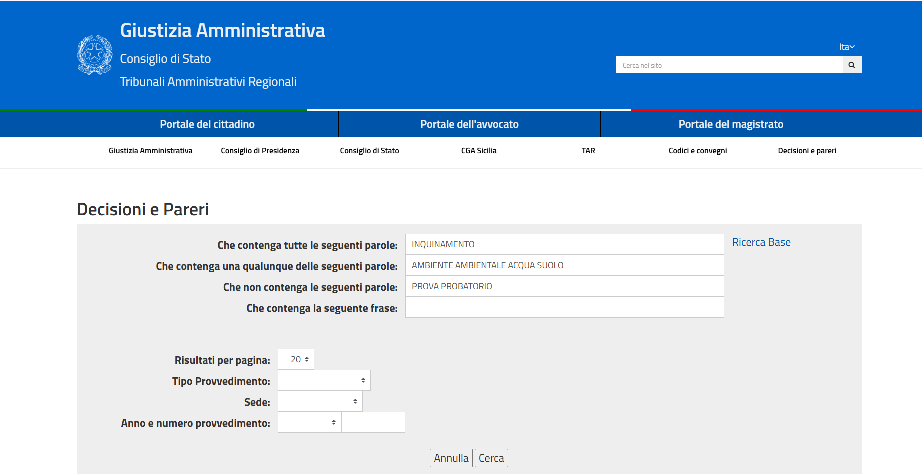 Giustizia Amministrativa
Consiglio di Stato
Tribunali Amministrativi Regionali
Ita
Cerca nel sito
Portale del cittadino Portale dell'avvocato Portale del magistrato
Giustizia Amministrativa Consiglio di Presidenza Consiglio di Stato CGA Sicilia TAR Codici e convegni Decisioni e pareri
Decisioni e Pareri
Che contenga tutte le seguenti parole: INQUINAMENTO Ricerca Base
Che contenga una qualunque delle seguenti parole: AMBIENTE AMBIENTALE ACQUA SUOLO
Che non contenga le seguenti parole: PROVA PROBATORIO
Che contenga la seguente frase:
Risultati per pagina: 20
Tipo Provvedimento:
Sede:
Anno e numero provvedimento:
Annulla Cerca